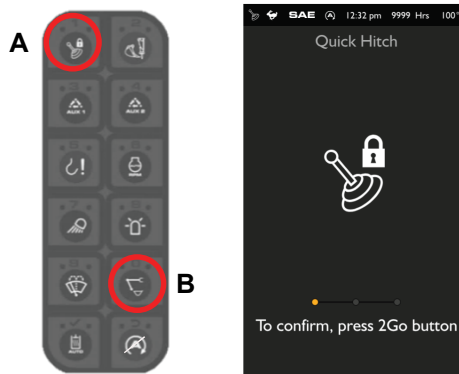 A
AUX 1
AUX 2
!
B
AUTO
SAE A 12:32 pm 9999 Hrs 100°
Quick Hitch
To confirm, press 2Go button